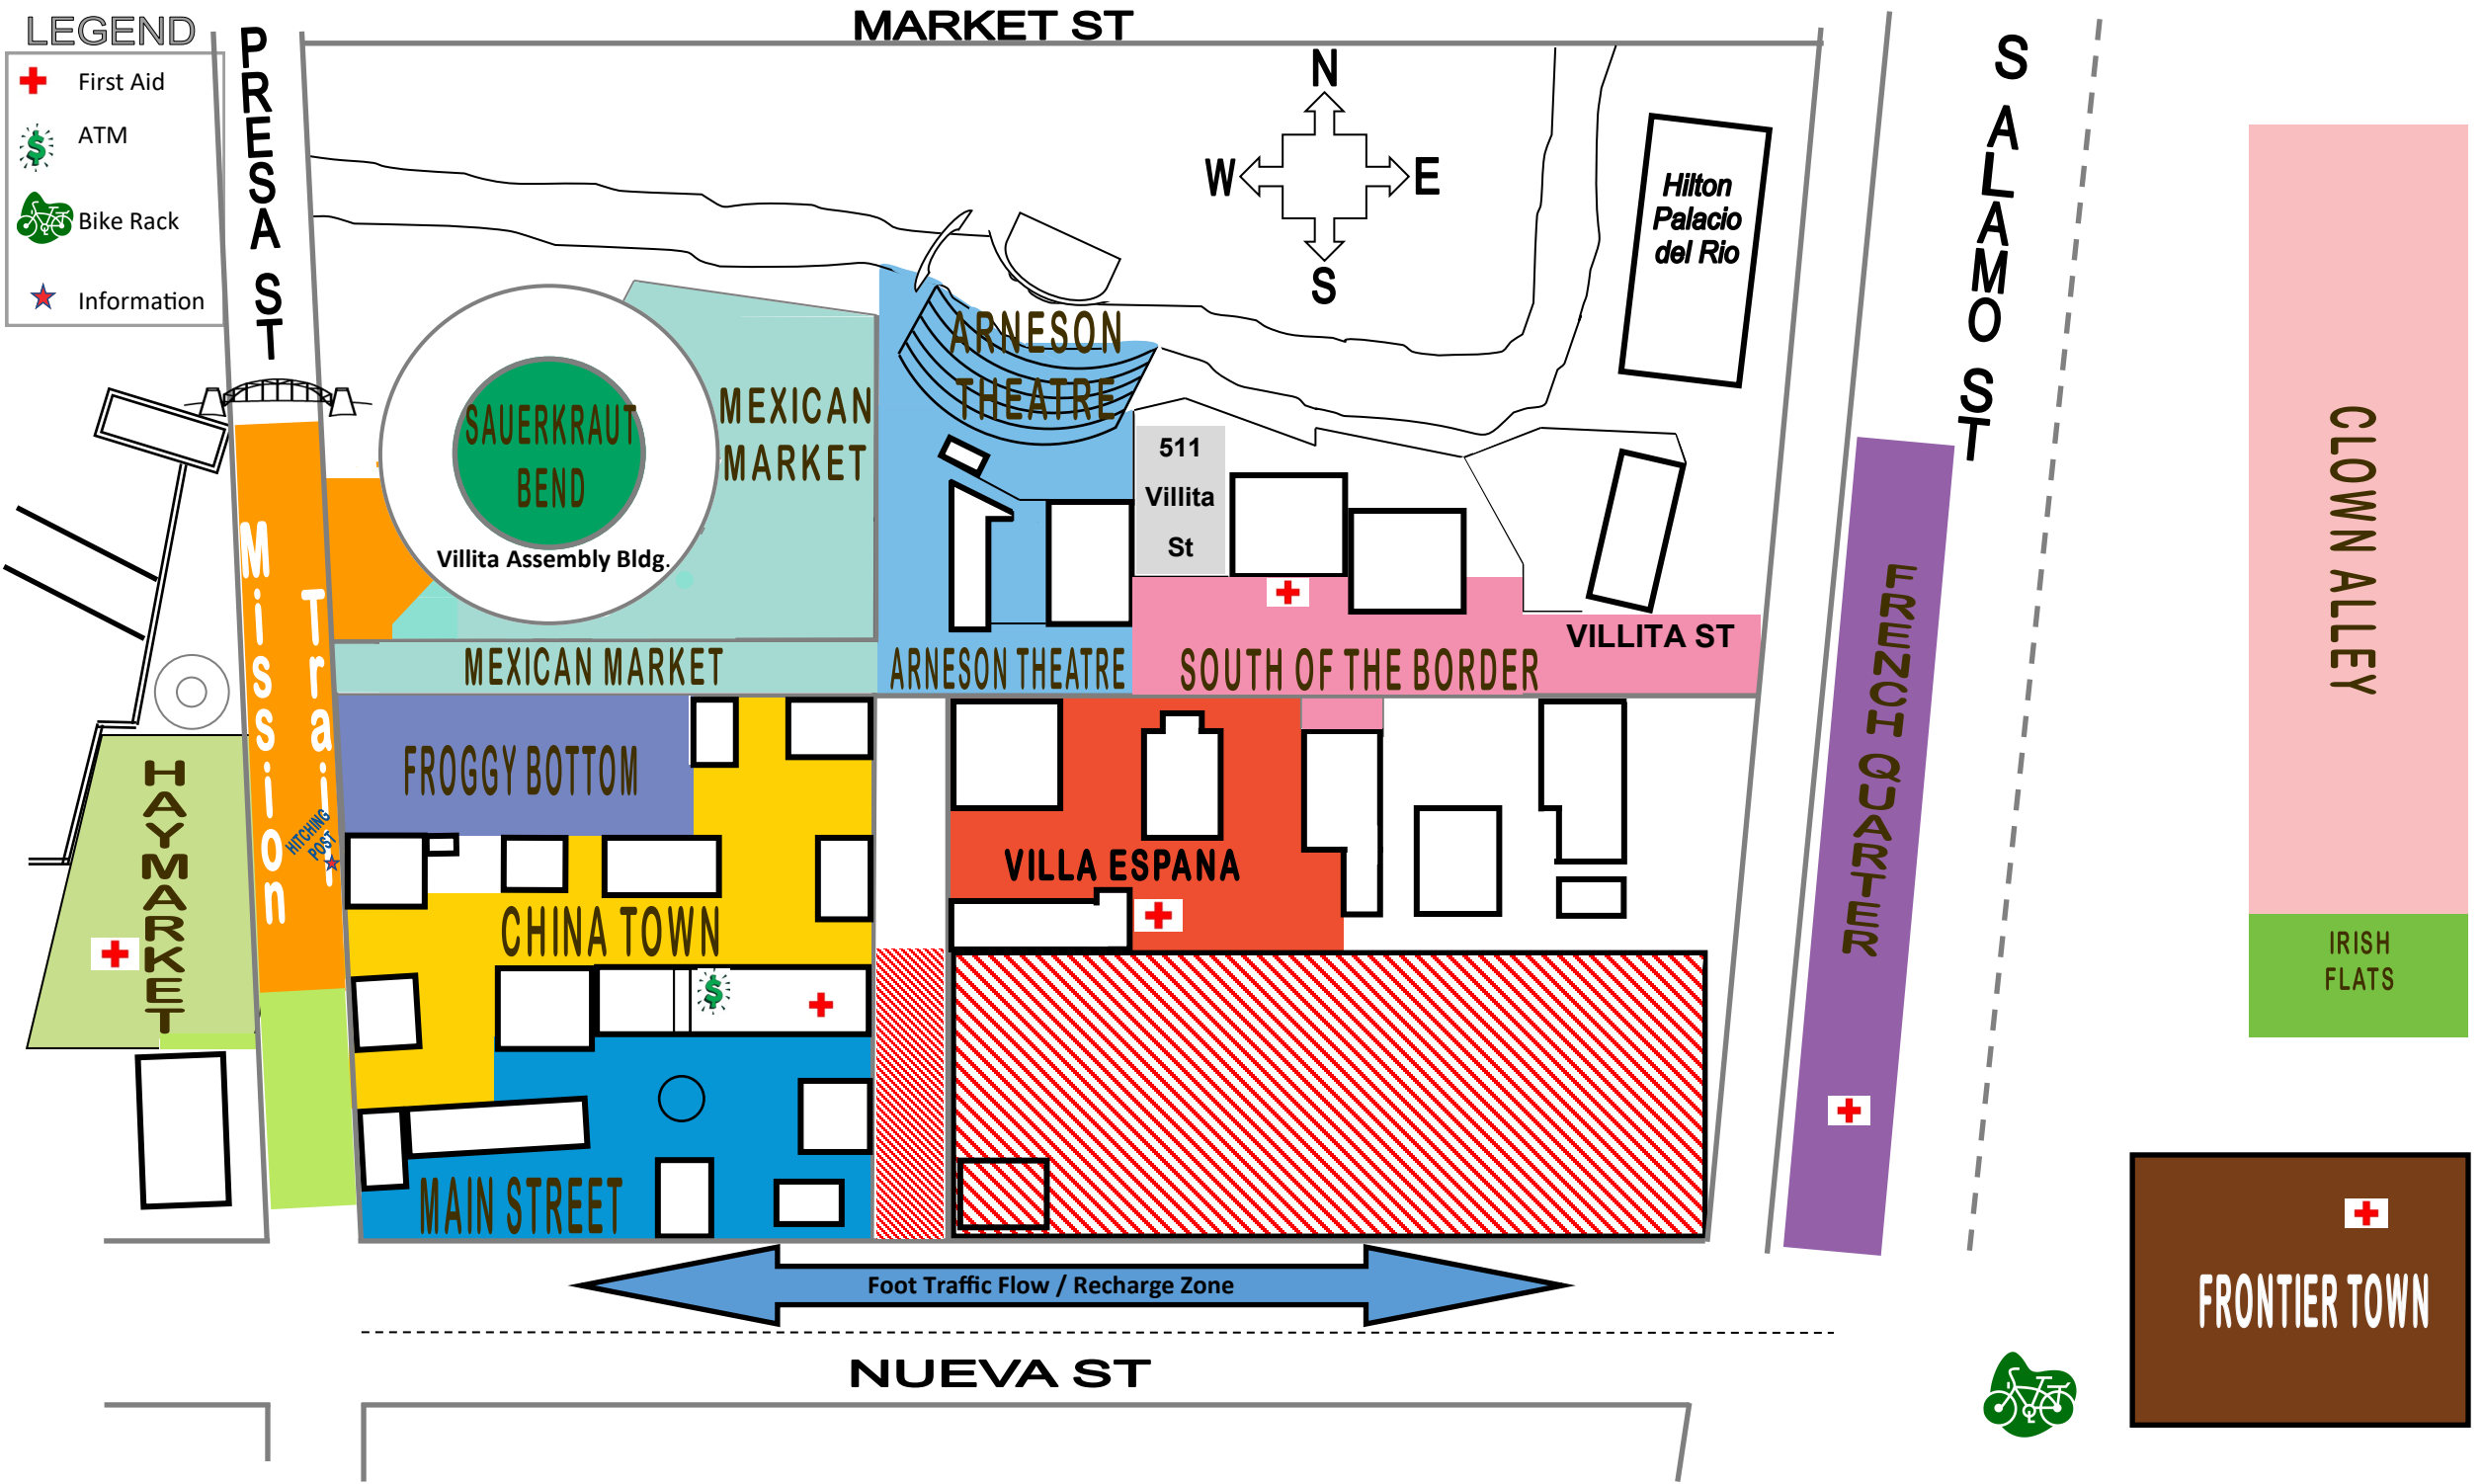 LEGEND
First Aid
ATM
Bike Rack
Information
PRESA ST
MARKET ST
N
W
E
S
Hilton
Palacio
del Rio
S ALAMO ST
ARNESON
THEATRE
SAUERKRAUT
BEND
Villita Assembly Bldg.
MEXICAN
MARKET
511
Villita
St
CLOWN ALLEY
Mission
Trail
MEXICAN MARKET
ARNESON THEATRE
SOUTH OF THE BORDER
VILLITA ST
FRENCH QUARTER
HAYMARKET
FROGGY BOTTOM
HITCHING
POST
VILLA ESPANA
CHINA TOWN
IRISH
FLATS
MAIN STREET
Foot Traffic Flow / Recharge Zone
FRONTIER TOWN
NUEVA ST